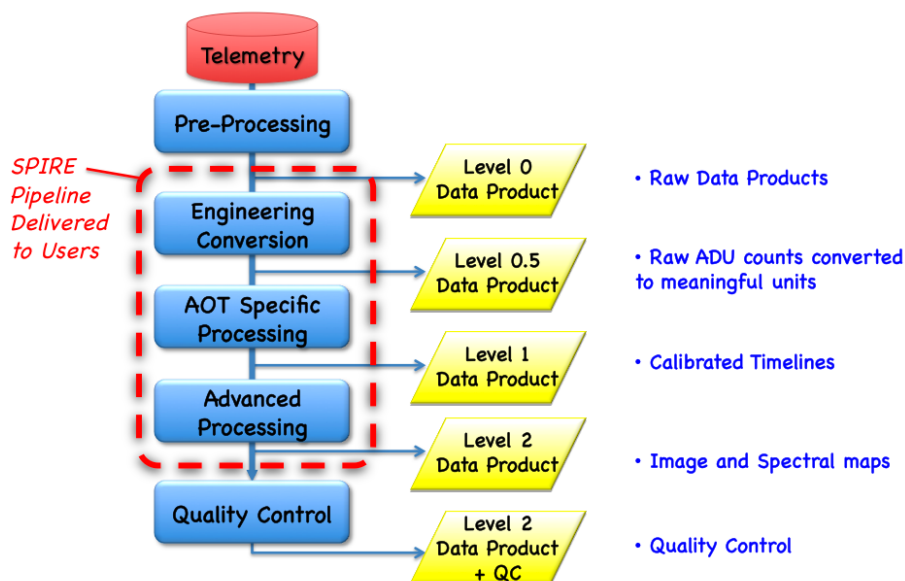 Telemetry
Pre-Processing
SPIRE
Pipeline
Delivered
to Users
Level 0
Data Product
• Raw Data Products
Engineering
Conversion
Level 0.5
Data Product
• Raw ADU counts converted
to meaningful units
AOT Specific
Processing
Level 1
Data Product
• Calibrated Timelines
Advanced
Processing
Level 2
Data Product
• Image and Spectral maps
Quality Control
Level 2
Data Product
+ QC
• Quality Control